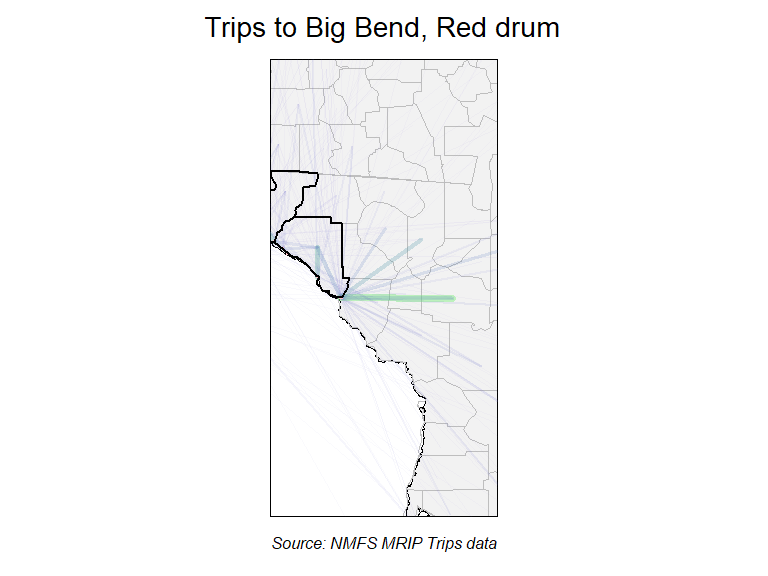 Trips to Big Bend, Red drum
Source: NMFS MRIP Trips data